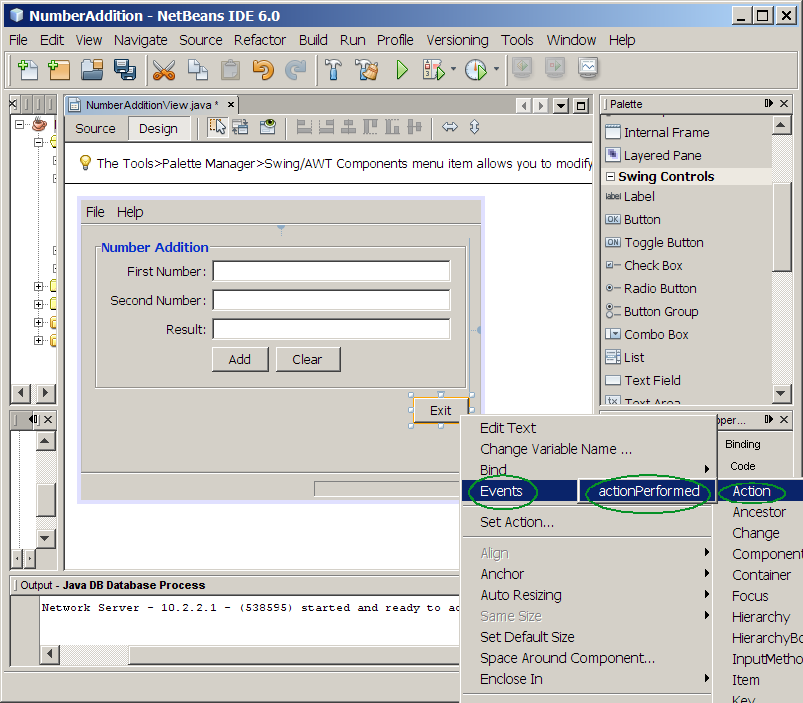 NumberAddition - NetBeans IDE 6.0
File Edit View Navigate Source Refactor Build Run Profile Versioning Tools Window Help
NumberAdditionView.java *
Source Design
The Tools>Palette Manager>Swing/AWT Components menu item allows you to modify
File Help
Number Addition
First Number:
Second Number:
Result:
Add Clear
Exit
Palette
Internal Frame
Layered Pane
Swing Controls
label Label
OK Button
ON Toggle Button
Check Box
Radio Button
Button Group
Combo Box
List
Text Field
Text Area
Binding
Code
Edit Text
Change Variable Name ...
Bind
Events
actionPerformed
Set Action...
Align
Anchor
Auto Resizing
Same Size
Set Default Size
Space Around Component...
Enclose In
Action
Ancestor
Change
Component
Container
Focus
Hierarchy
HierarchyBo
InputMetho
Item
Key
Output - Java DB Database Process
Network Server - 10.2.2.1 - (538595) started and ready to ac